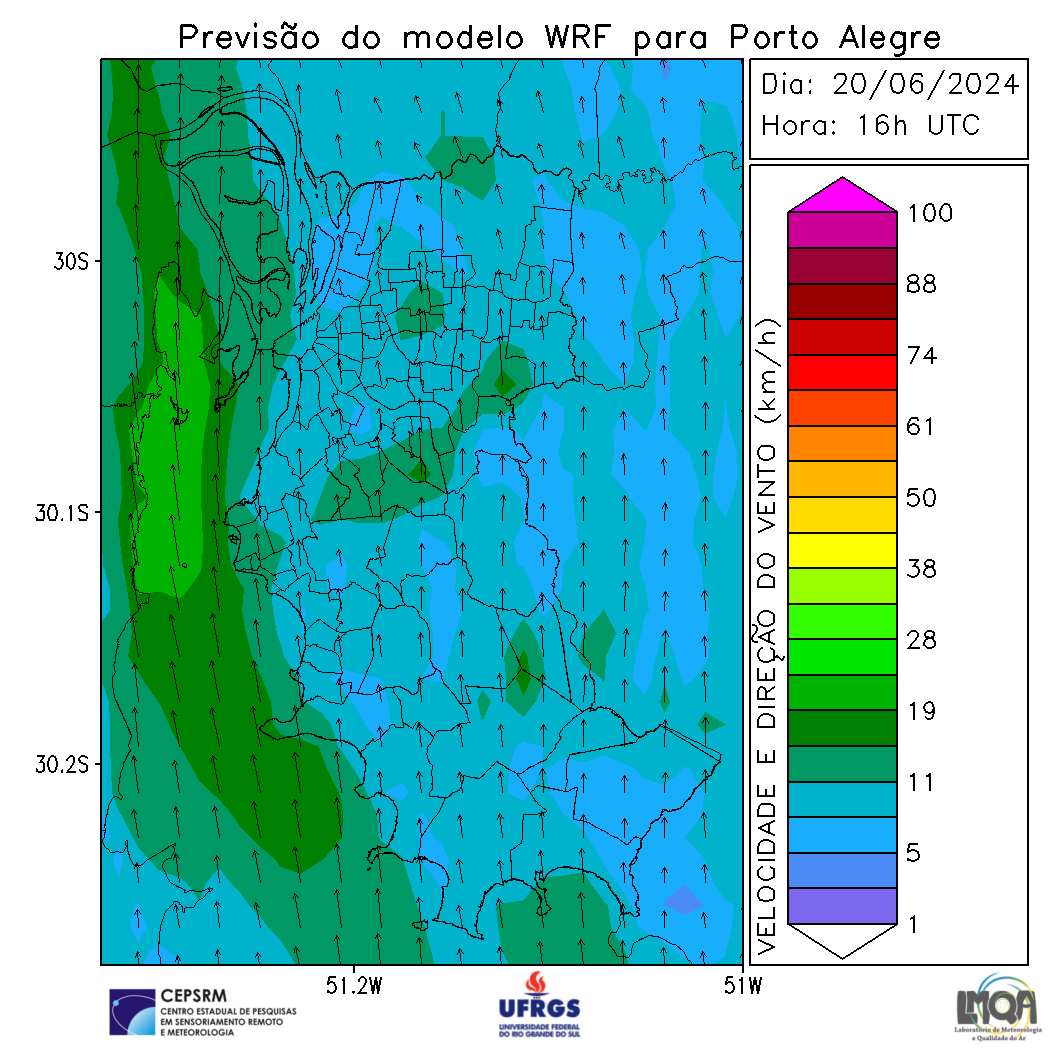 Previsão do modelo WRF para Porto Alegre
Dia: 20/06/2024
Hora: 16h UTC
30S
30.1S
30.2S
51.2W
51W
VELOCIDADE E DIREÇÃO DO VENTO (km/h)
100
88
74
61
50
38
28
19
11
5
1
CEPSRM
CENTRO ESTADUAL DE PESQUISAS
EM SENSORIAMENTO REMOTO
E METEOROLOGIA
UFRGS
UNIVERSIDADE FEDERAL
DO RIO GRANDE DO SUL
LMQA
Laboratório de Meteorologia
e Qualidade do Ar